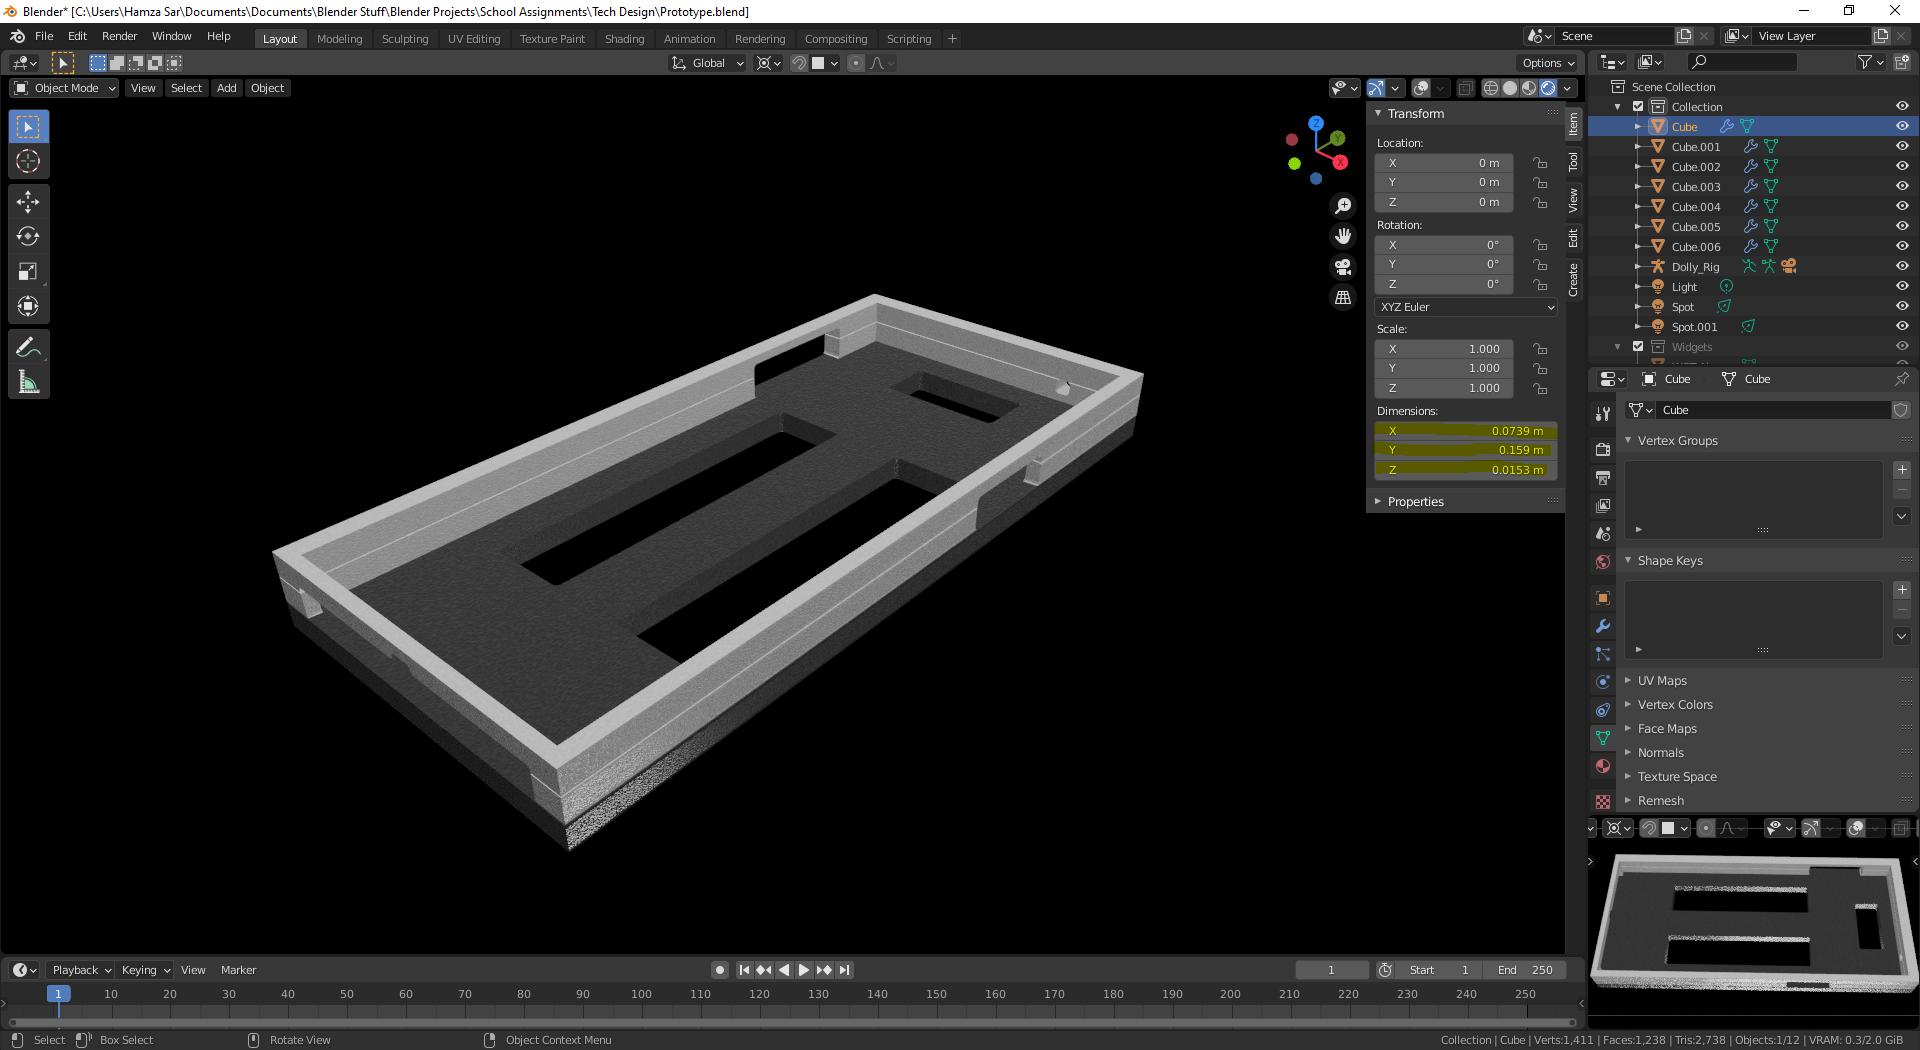 Blender* [C:\Users\Hamza Sar\Documents\Documents\Blender Stuff\Blender Projects\School Assignments\Tech Design\Prototype.blend]
File Edit Render Window Help Layout Modeling Sculpting UV Editing Texture Paint Shading Animation Rendering Compositing Scripting + Scene View Layer
Global Options
Object Mode View Select Add Object
Z
Y
X
Transform
Location:
X 0 m
Y 0 m
Z 0 m
Rotation:
X 0°
Y 0°
Z 0°
XYZ Euler
Scale:
X 1.000
Y 1.000
Z 1.000
Dimensions:
X 0.0739 m
Y 0.159 m
Z 0.0153 m
Properties
Item
Tool
View
Edit
Create
Scene Collection
Collection
Cube
Cube.001
Cube.002
Cube.003
Cube.004
Cube.005
Cube.006
Dolly_Rig
Light
Spot
Spot.001
Widgets
Cube Cube
Cube
Vertex Groups
Shape Keys
UV Maps
Vertex Colors
Face Maps
Normals
Texture Space
Remesh
Playback Keying View Marker 1 Start 1 End 250
1 10 20 30 40 50 60 70 80 90 100 110 120 130 140 150 160 170 180 190 200 210 220 230 240 250
Select Box Select Rotate View Object Context Menu Collection | Cube | Verts:1,411 | Faces:1,238 | Tris:2,738 | Objects:1/12 | VRAM: 0.3/2.0 GiB